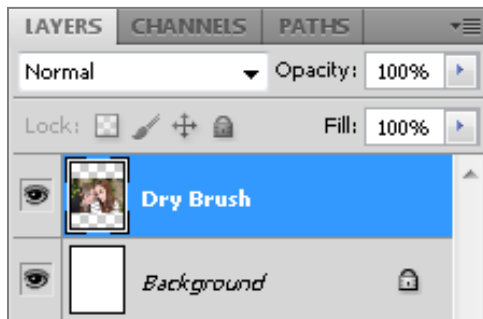 LAYERS CHANNELS PATHS
Normal Opacity: 100%
Lock: Fill: 100%
Dry Brush
Background